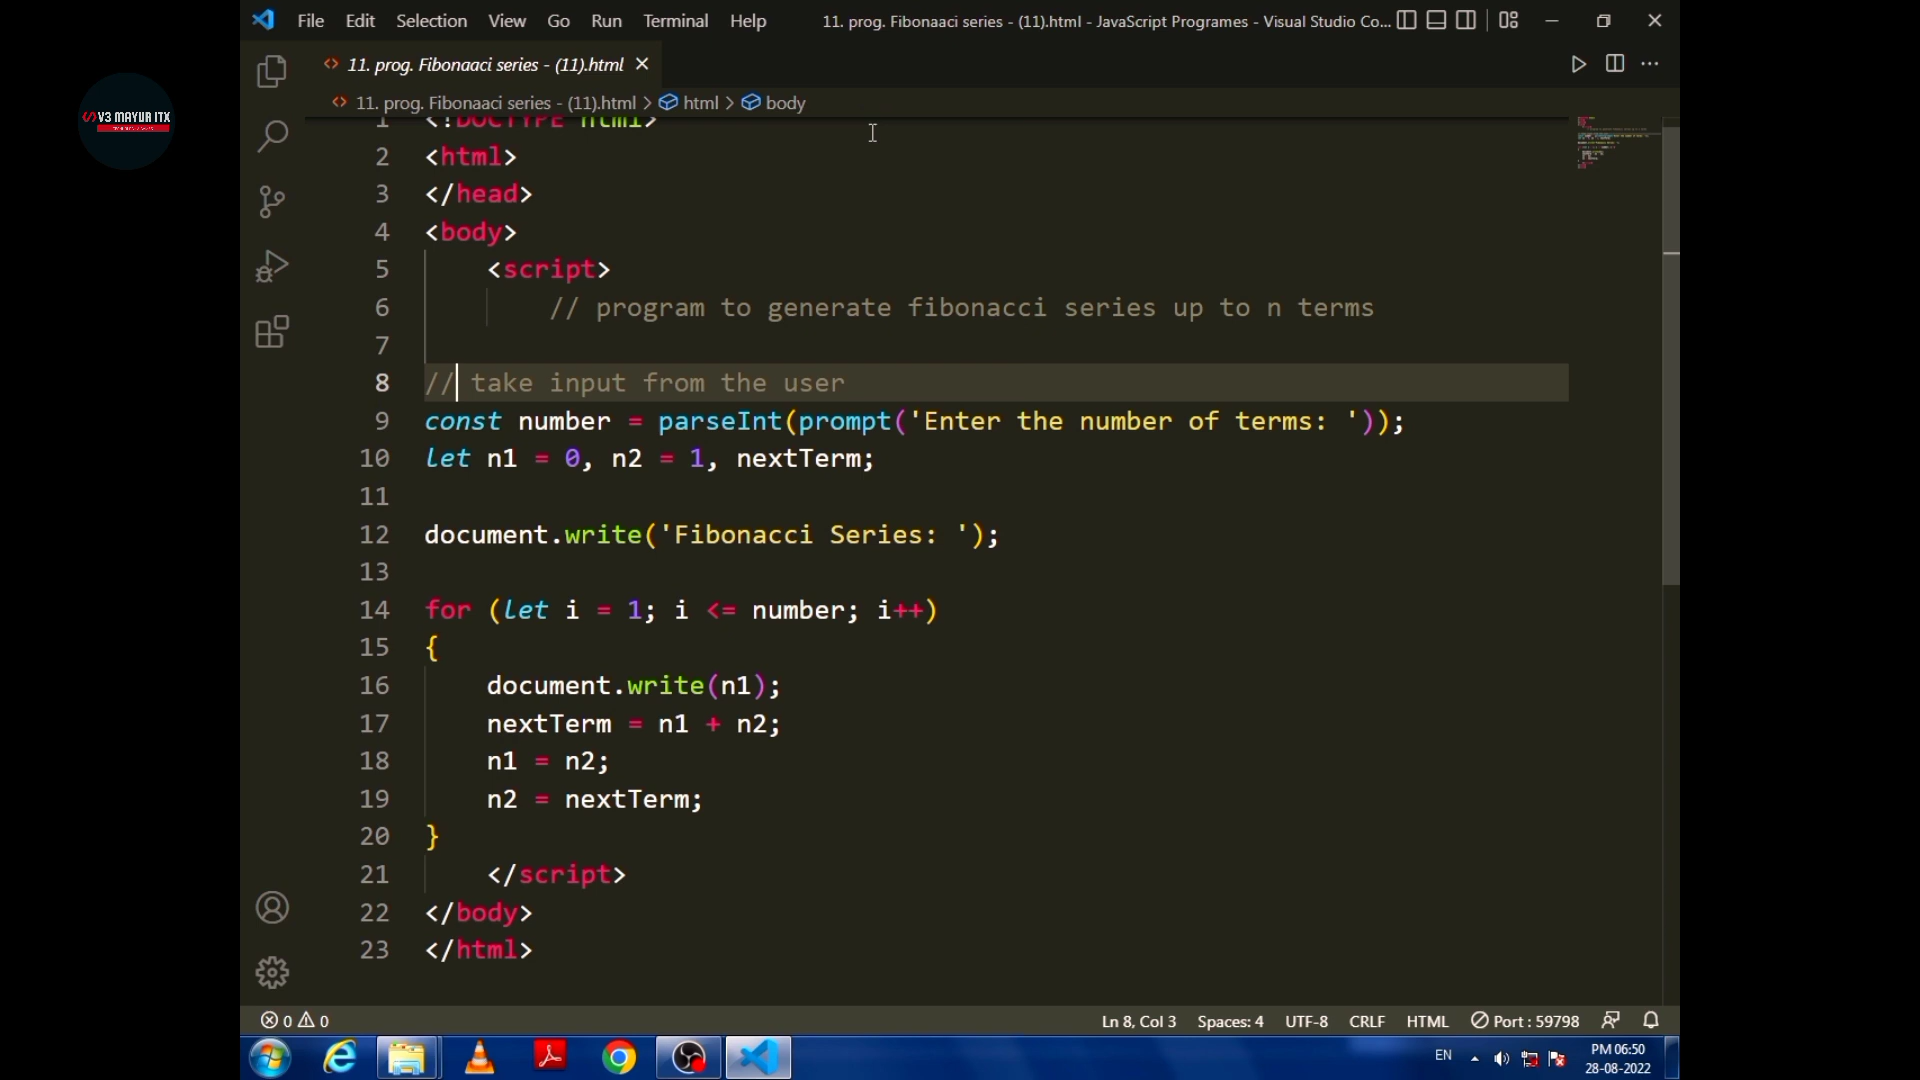 File Edit Selection View Go Run Terminal Help 11. prog. Fibonaaci series - (11).html - JavaScript Programes - Visual Studio Co...
11. prog. Fibonaaci series - (11).html
11. prog. Fibonaaci series - (11).html > html > body
</> V3 MAYUR ITX
1 <!DOCTYPE html>
2 <html>
3 </head>
4 <body>
5 <script>
6 // program to generate fibonacci series up to n terms
7
8 // take input from the user
9 const number = parseInt(prompt('Enter the number of terms: '));
10 let n1 = 0, n2 = 1, nextTerm;
11
12 document.write('Fibonacci Series: ');
13
14 for (let i = 1; i <= number; i++)
15 {
16 document.write(n1);
17 nextTerm = n1 + n2;
18 n1 = n2;
19 n2 = nextTerm;
20 }
21 </script>
22 </body>
23 </html>
0 0 Ln 8, Col 3 Spaces: 4 UTF-8 CRLF HTML Port : 59798
EN PM 06:50
28-08-2022